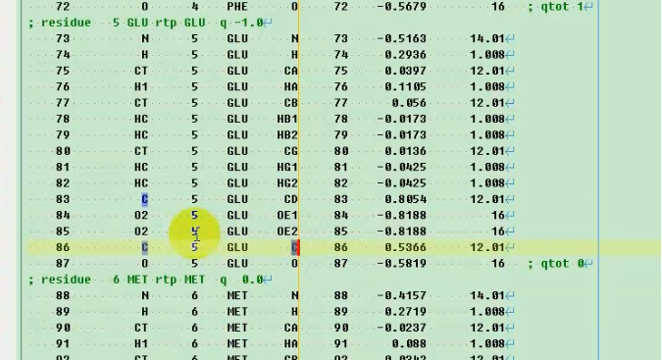 72 O 4 PHE O 72 -0.5679 16 ; qtot 1
; residue 5 GLU rtp GLU q -1.0
73 N 5 GLU N 73 -0.5163 14.01
74 H 5 GLU H 74 0.2936 1.008
75 CT 5 GLU CA 75 0.0397 12.01
76 H1 5 GLU HA 76 0.1105 1.008
77 CT 5 GLU CB 77 0.056 12.01
78 HC 5 GLU HB1 78 -0.0173 1.008
79 HC 5 GLU HB2 79 -0.0173 1.008
80 CT 5 GLU CG 80 0.0136 12.01
81 HC 5 GLU HG1 81 -0.0425 1.008
82 HC 5 GLU HG2 82 -0.0425 1.008
83 C 5 GLU CD 83 0.8054 12.01
84 O2 5 GLU OE1 84 -0.8188 16
85 O2 5 GLU OE2 85 -0.8188 16
86 C 5 GLU C 86 0.5366 12.01
87 O 5 GLU O 87 -0.5819 16 ; qtot 0
; residue 6 MET rtp MET q 0.0
88 N 6 MET N 88 -0.4157 14.01
89 H 6 MET H 89 0.2719 1.008
90 CT 6 MET CA 90 -0.0237 12.01
91 H1 6 MET HA 91 0.088 1.008
92 CT 6 MET CB 92 0.0342 12.01